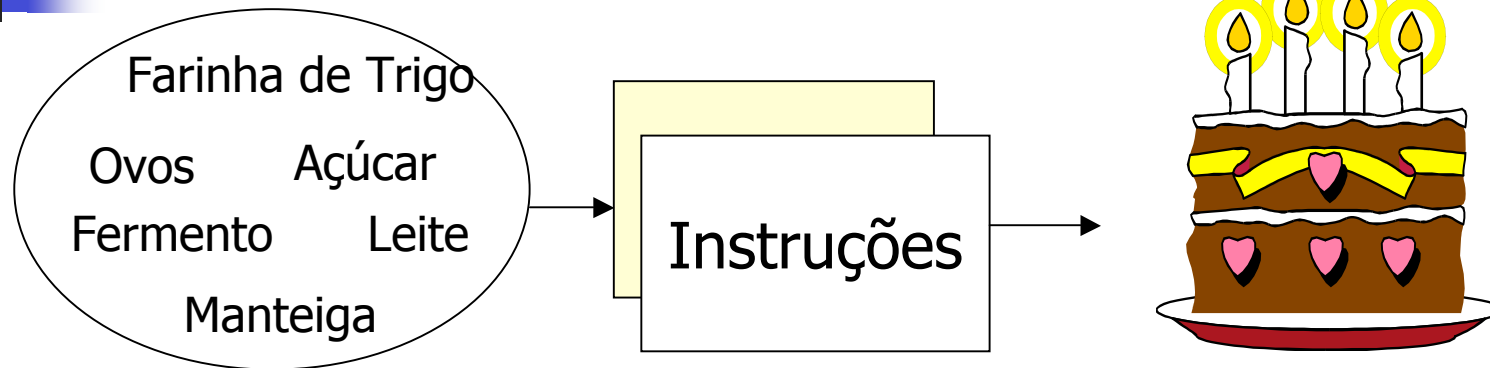 Farinha de Trigo
Ovos Açúcar
Fermento Leite
Manteiga
Instruções